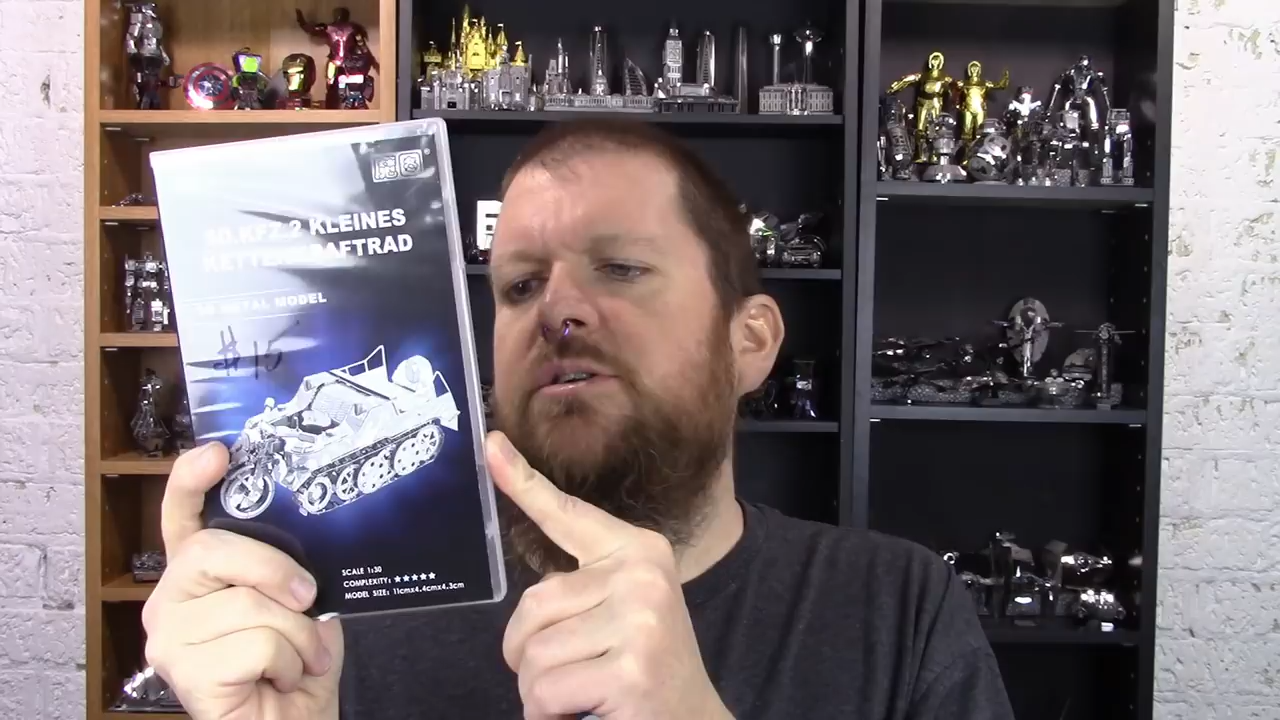 SD.KFZ.2 KLEINES
KETTENKRAFTRAD
3D METAL MODEL
$15
SCALE 1:30
COMPLEXITY: ★★★★★
MODEL SIZE: 11cmx4.4cmx4.3cm